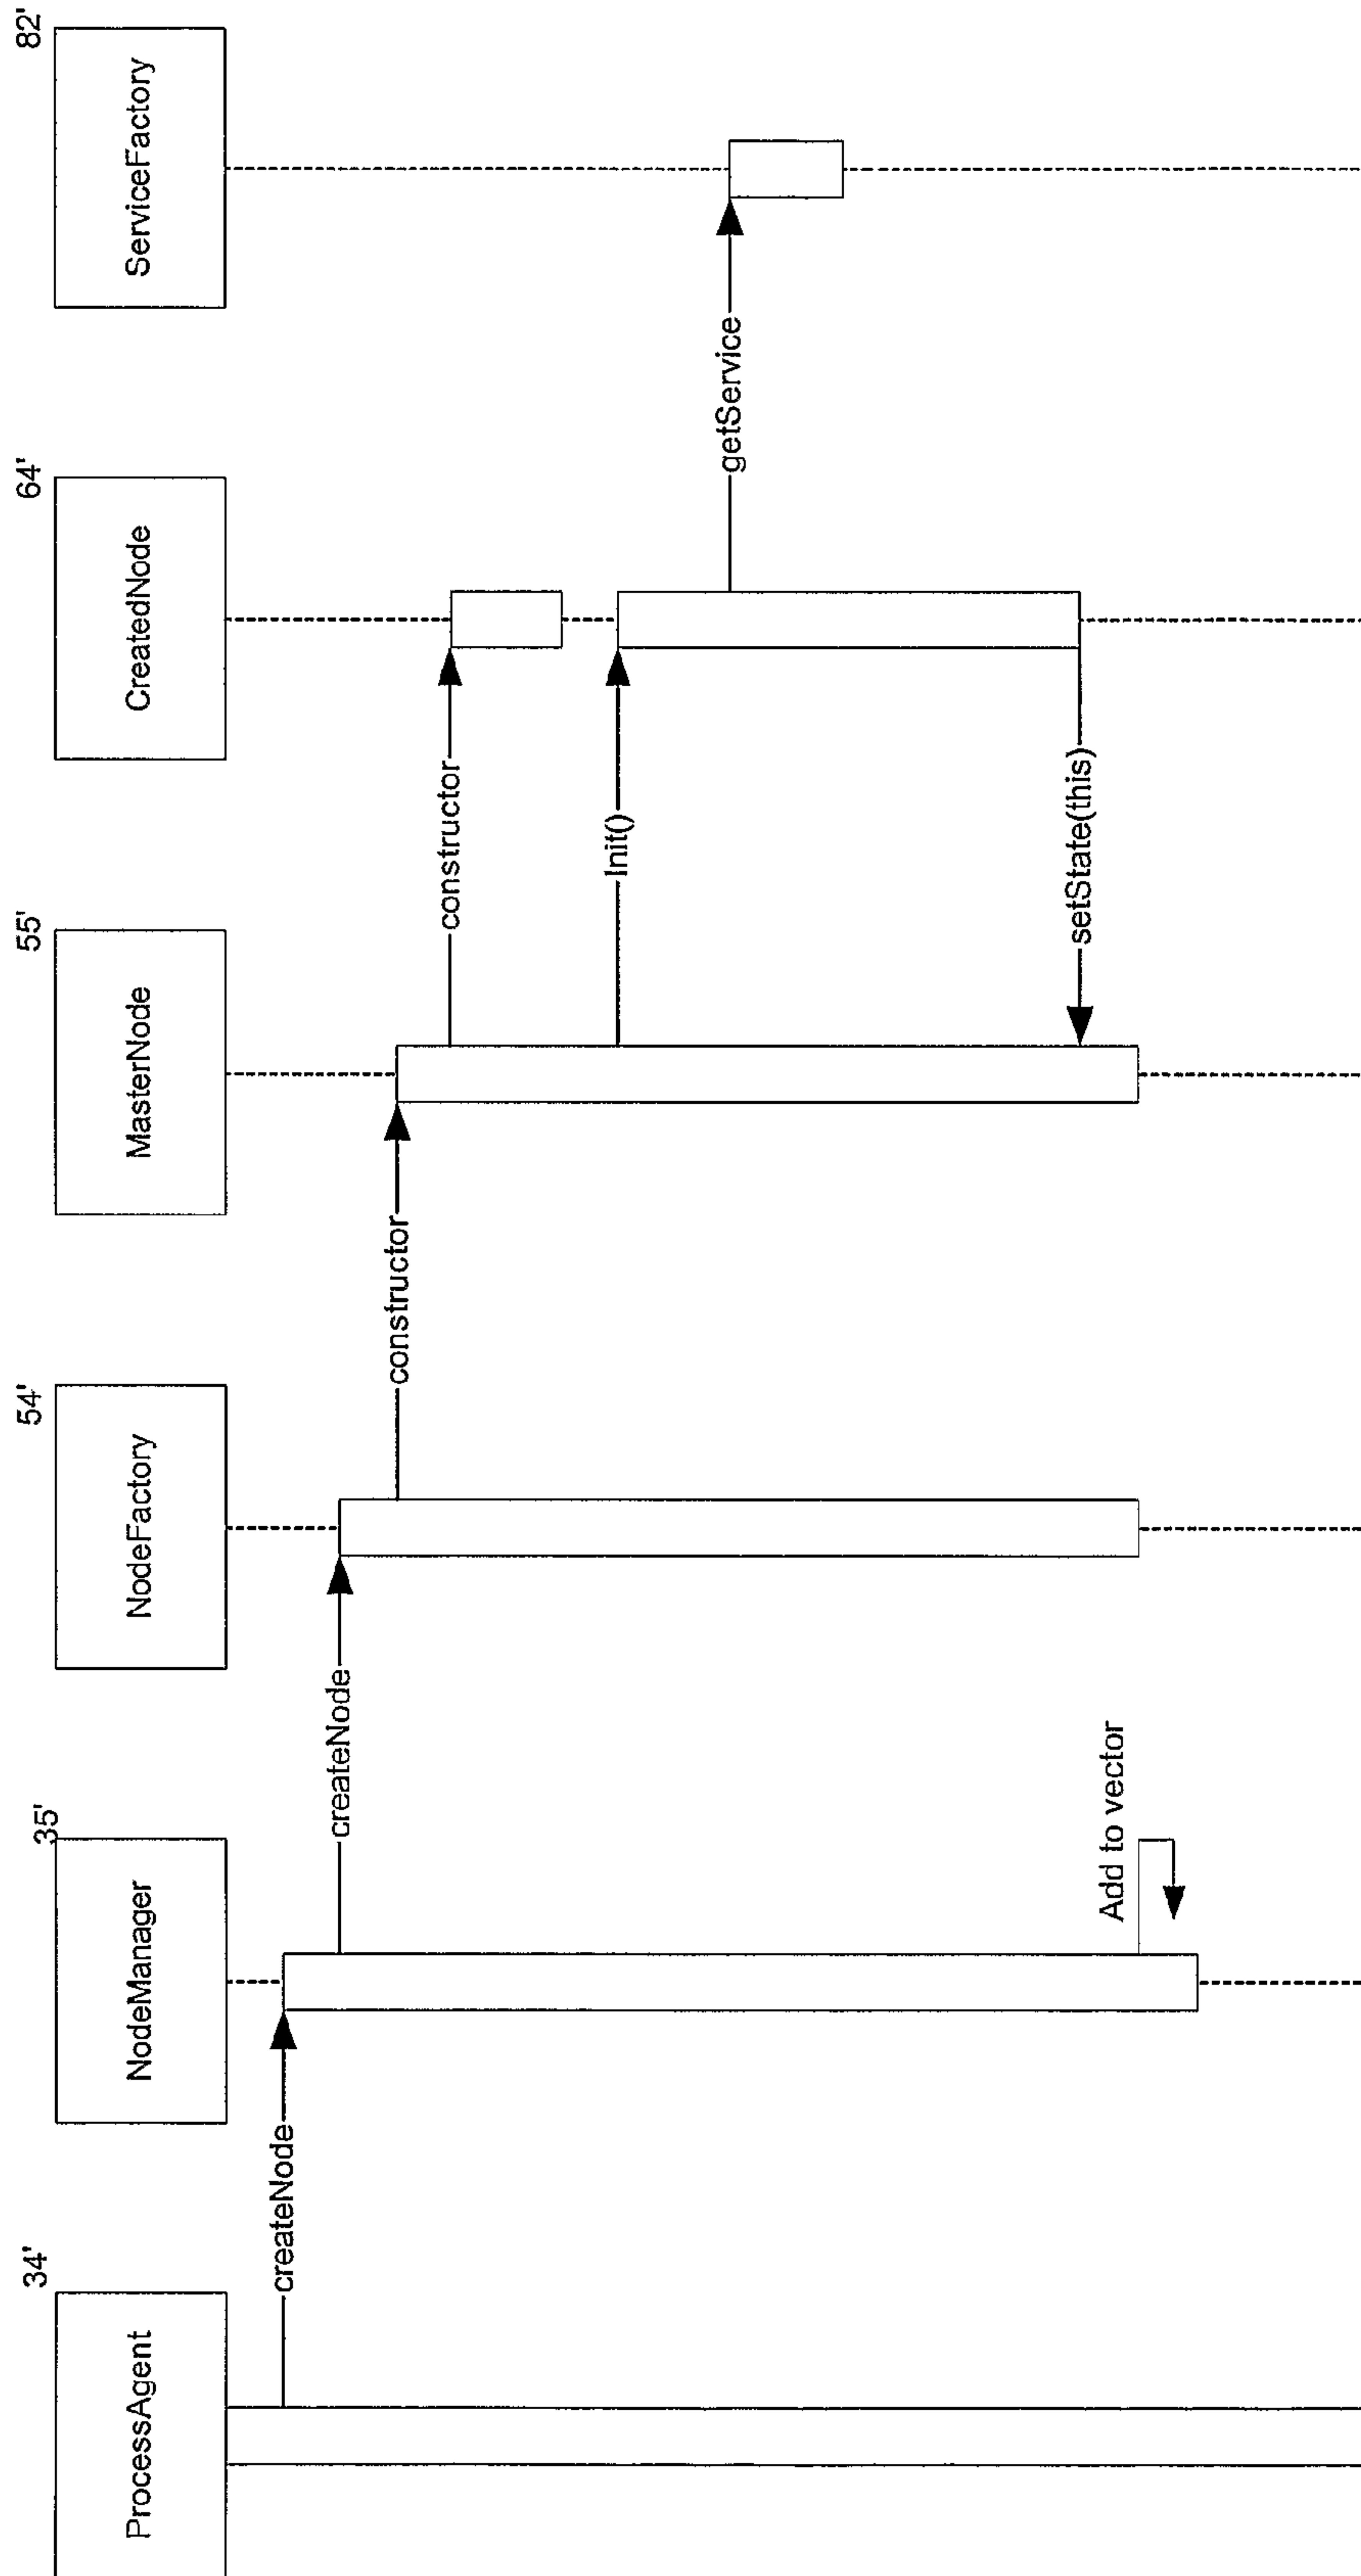 34'
35'
54'
55'
64'
82'
ProcessAgent
NodeManager
NodeFactory
MasterNode
CreatedNode
ServiceFactory
createNode
createNode
constructor
constructor
Init()
getService
setState(this)
Add to vector